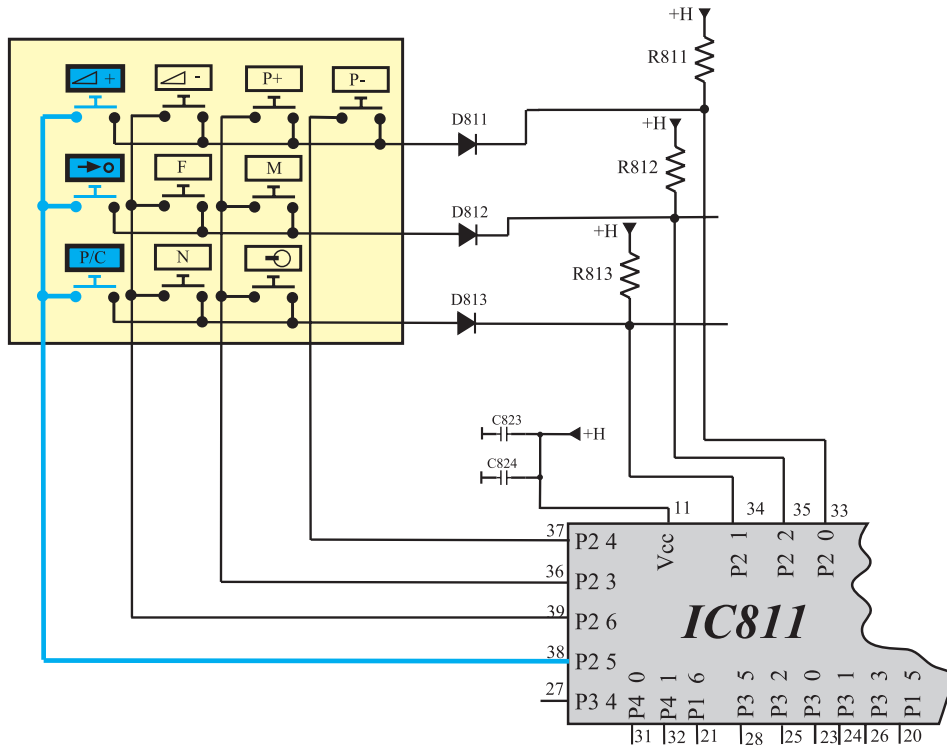 +H
R811
+ - P+ P-
D811
+H
R812
F M
D812
+H
R813
P/C N
D813
C823
+H
C824
11 34 35 33
37 P2 4 Vcc P2 1 P2 2 P2 0
36 P2 3
39 P2 6 IC811
38 P2 5
27 P3 4 P4 0 P4 1 P1 6 P3 5 P3 2 P3 0 P3 1 P3 3 P1 5
31 32 21 28 25 23 24 26 20